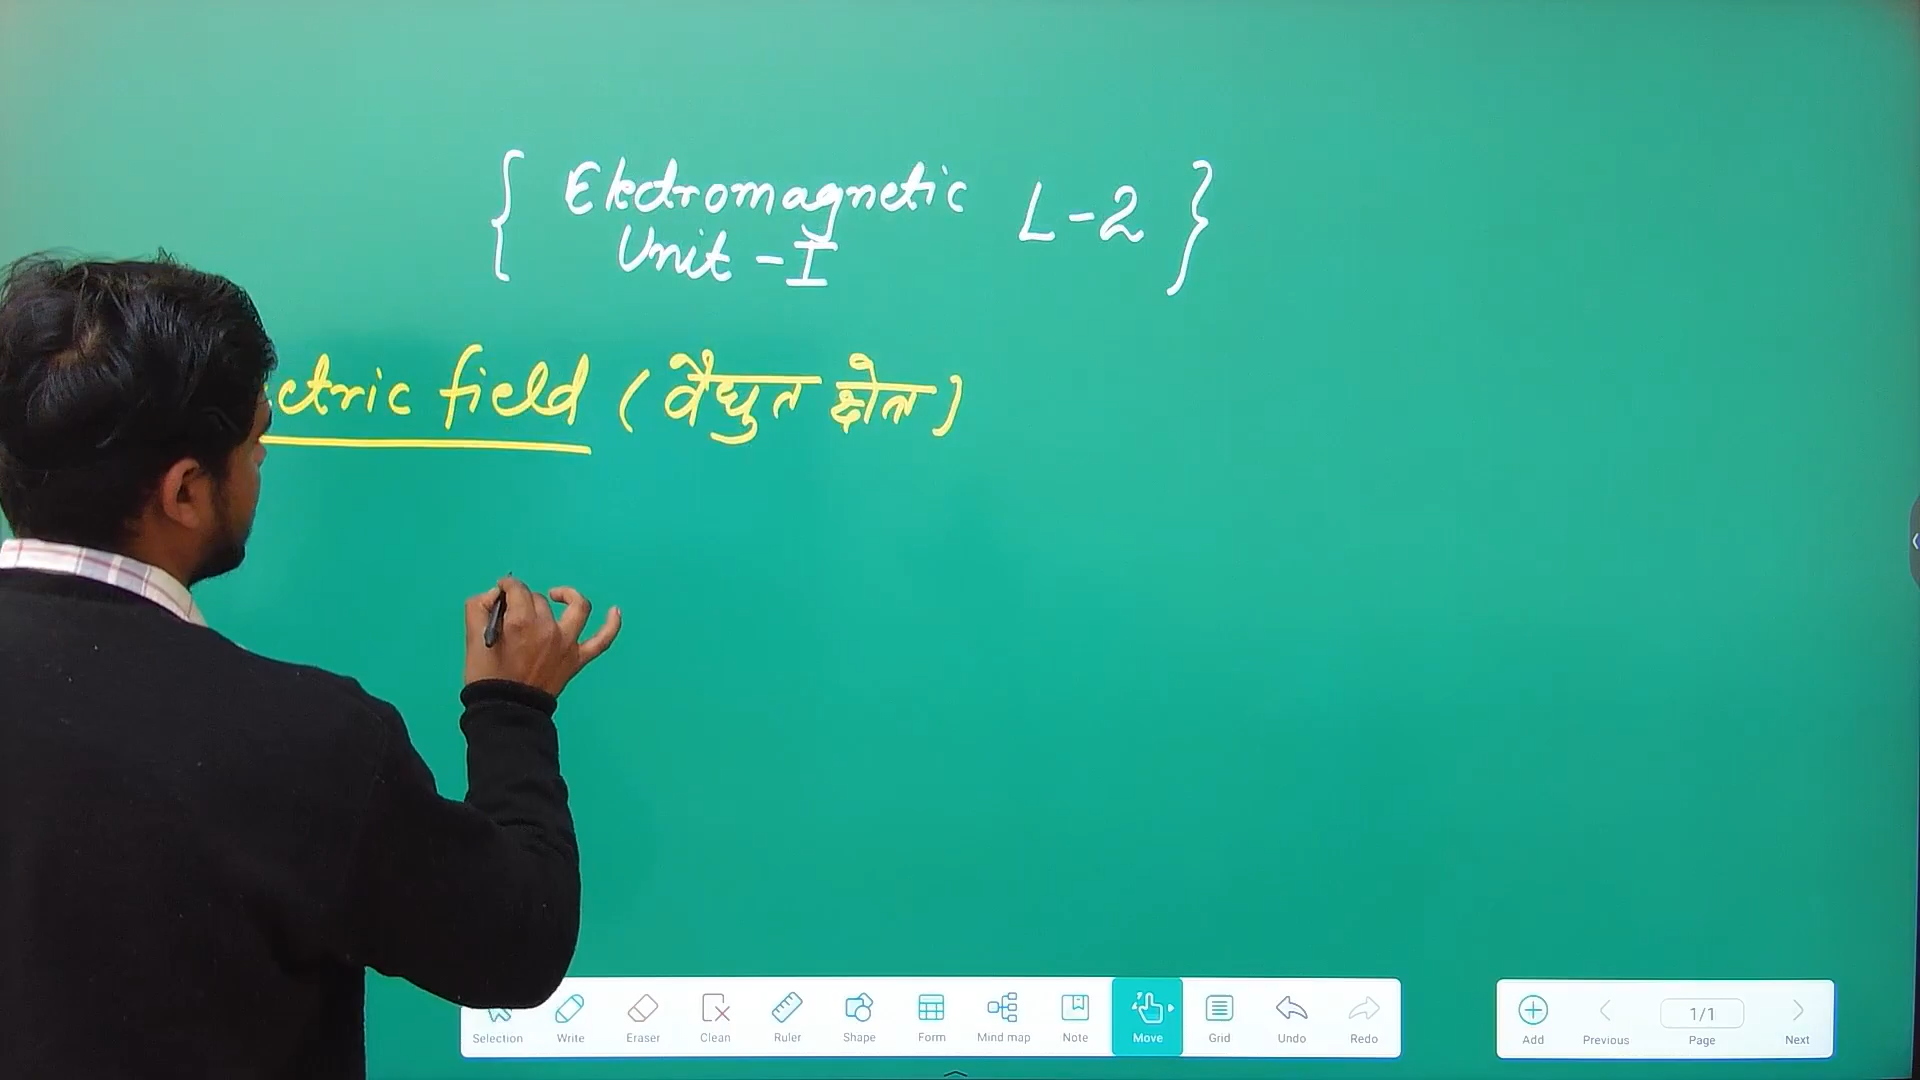 { Electromagnetic L-2 }
Unit - I
ctric field (वैद्युत क्षेत्र)
Selection Write Eraser Clean Ruler Shape Form Mind map Note Move Grid Undo Redo
1/1
Add Previous Page Next